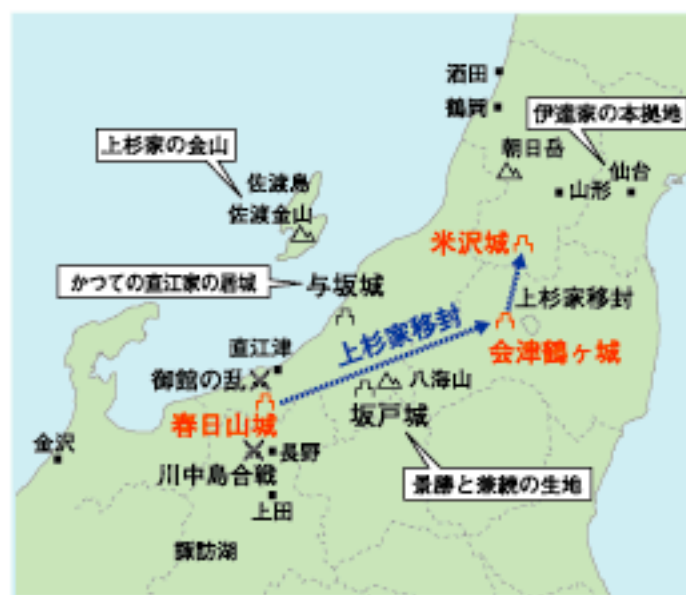 酒田
鶴岡
伊達家の本拠地
上杉家の金山
朝日岳
仙台
佐渡島
山形
佐渡金山
米沢城
かつての直江家の居城
与坂城
上杉家移封
上杉家移封
会津鶴ヶ城
直江津
御館の乱
八海山
春日山城
坂戸城
金沢
長野
川中島合戦
景勝と兼続の生地
上田
諏訪湖